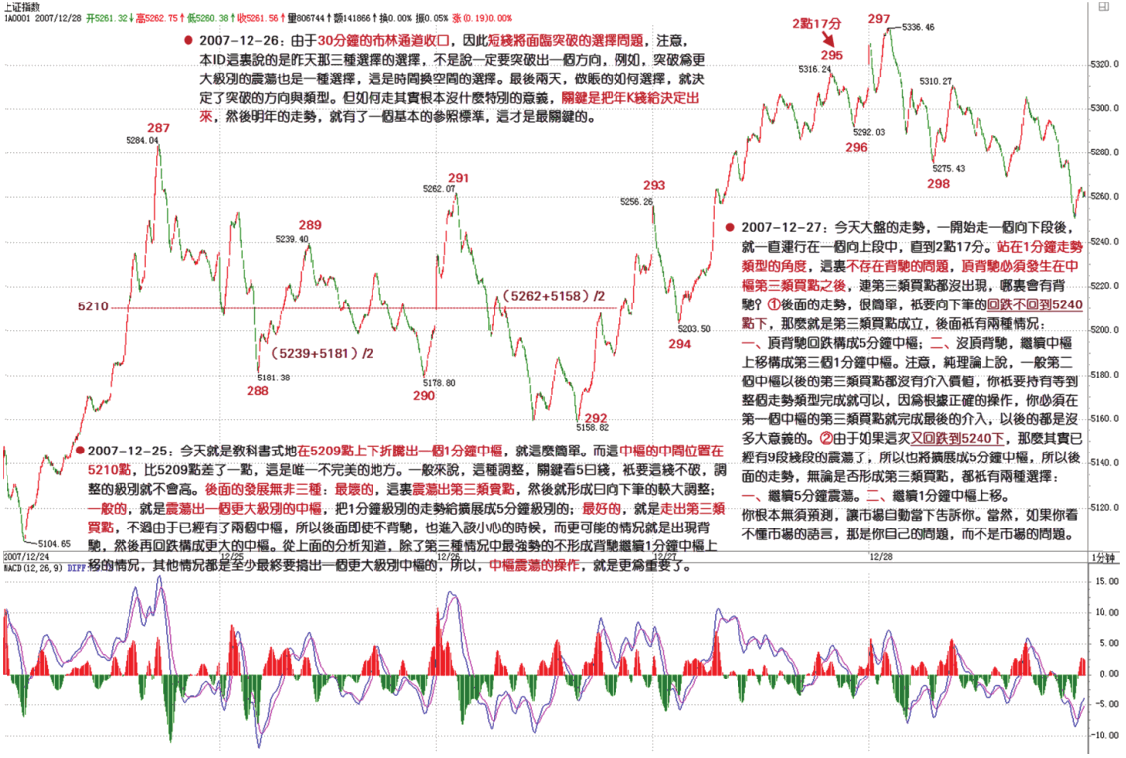 上证指数
1A0001 2007/12/28 开5261.32↓高5262.75↑低5260.38↑收5261.56↑量806744↑额141866↑换0.00% 振0.05% 涨(0.19)0.00%
● 2007-12-26：由于30分鐘的布林通道收口，因此短綫將面臨突破的選擇問題，注意，
本ID這裏說的是昨天那三種選擇的選擇，不是說一定要突破出一個方向，例如，突破爲更
大級別的震蕩也是一種選擇，這是時間換空間的選擇。最後兩天，做賬的如何選擇，就決
定了突破的方向與類型。但如何走其實根本沒什麼特別的意義，關鍵是把年K綫給決定出
來，然後明年的走勢，就有了一個基本的參照標準，這才是最關鍵的。
2點17分
297
5336.46
295
5316.24
5310.27
5320.0
5300.0
5292.03
296
5275.43
298
5280.0
287
5284.04
5260.0
291
5262.07
293
5256.26
289
5239.40
5240.0
5220.0
5210
(5262+5158)/2
5200.0
5203.50
294
(5239+5181)/2
5181.38
288
5178.80
290
5180.0
292
5158.82
5160.0
5140.0
5120.0
5104.65
● 2007-12-27：今天大盤的走勢，一開始走一個向下段後，
就一直運行在一個向上段中，直到2點17分。站在1分鐘走勢
類型的角度，這裏不存在背馳的問題，頂背馳必須發生在中
樞第三類買點之後，連第三類買點都沒出現，哪裏會有背
馳？①後面的走勢，很簡單，衹要向下筆的回跌不回到5240
點下，那麼就是第三類買點成立，後面衹有兩種情況：
一、頂背馳回跌構成5分鐘中樞；二、沒頂背馳，繼續中樞
上移構成第三個1分鐘中樞。注意，純理論上說，一般第二
個中樞以後的第三類買點都沒有介入價值，你衹要持有等到
整個走勢類型完成就可以，因爲根據正確的操作，你必須在
第一個中樞的第三類買點就完成最後的介入，以後的都是沒
多大意義的。②由于如果這次又回跌到5240下，那麼其實已
經有9段綫段的震蕩了，所以也將擴展成5分鐘中樞，所以後
面的走勢，無論是否形成第三類買點，都衹有兩種選擇：
一、繼續5分鐘震蕩。二、繼續1分鐘中樞上移。
你根本無須預測，讓市場自動當下告訴你。當然，如果你看
不懂市場的語言，那是你自己的問題，而不是市場的問題。
● 2007-12-25：今天就是教科書式地在5209點上下折騰出一個1分鐘中樞，就這麼簡單。而這中樞的中間位置在
5210點，比5209點差了一點，這是唯一不完美的地方。一般來說，這種調整，關鍵看5日綫，衹要這綫不破，調
整的級別就不會高。後面的發展無非三種：最壞的，這裏震蕩出第三類賣點，然後就形成日向下筆的較大調整；
一般的，就是震蕩出一個更大級別的中樞，把1分鐘級別的走勢給擴展成5分鐘級別的；最好的，就是走出第三類
買點，不過由于已經有了兩個中樞，所以後面即使不背馳，也進入該小心的時候，而更可能的情況就是出現背
馳，然後再回跌構成更大的中樞。從上面的分析知道，除了第三種情況中最強勢的不形成背馳繼續1分鐘中樞上
移的情況，其他情況都是至少最終要搞出一個更大級別中樞的，所以，中樞震蕩的操作，就是更爲重要了。
2007/12/24
12/25
12/26
12/27
12/28
1分钟
MACD(12,26,9) DIFF
15.00
10.00
5.00
0.00
-5.00
-10.00